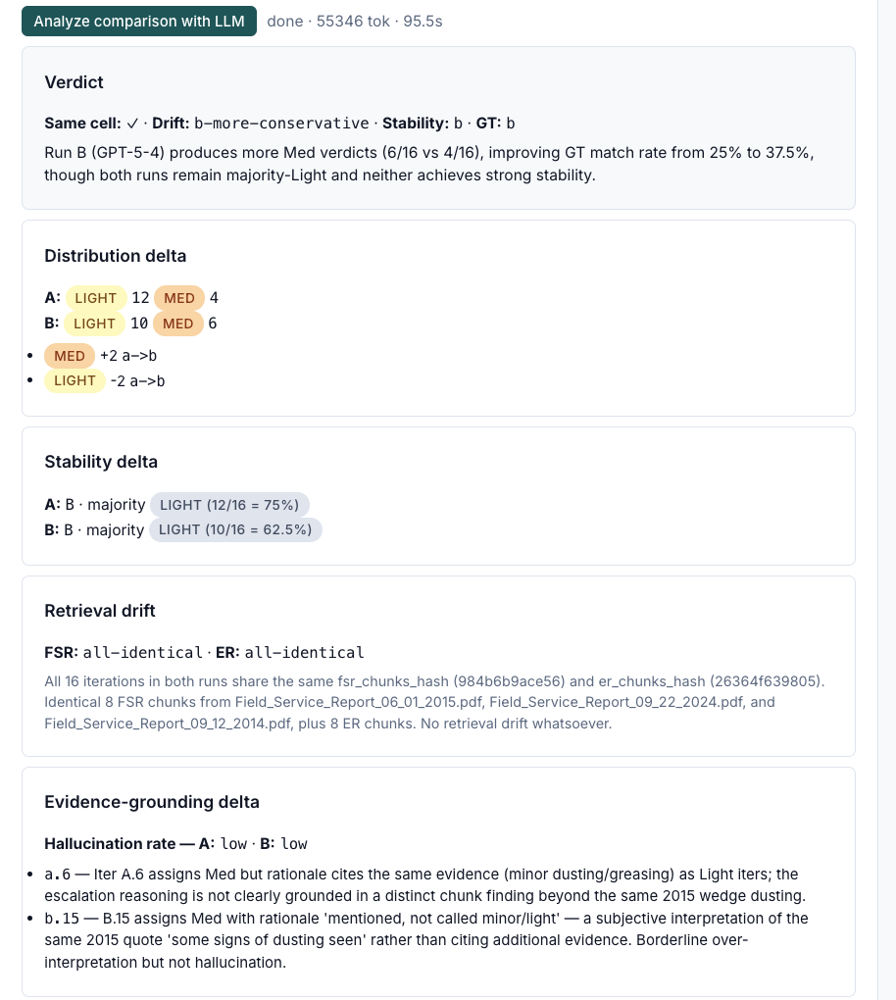 Analyze comparison with LLM done · 55346 tok · 95.5s
Verdict
Same cell: ✓ · Drift: b-more-conservative · Stability: b · GT: b
Run B (GPT-5-4) produces more Med verdicts (6/16 vs 4/16), improving GT match rate from 25% to 37.5%,
though both runs remain majority-Light and neither achieves strong stability.
Distribution delta
A: LIGHT 12 MED 4
B: LIGHT 10 MED 6
• MED +2 a->b
• LIGHT -2 a->b
Stability delta
A: B · majority LIGHT (12/16 = 75%)
B: B · majority LIGHT (10/16 = 62.5%)
Retrieval drift
FSR: all-identical · ER: all-identical
All 16 iterations in both runs share the same fsr_chunks_hash (984b6b9ace56) and er_chunks_hash (26364f639805).
Identical 8 FSR chunks from Field_Service_Report_06_01_2015.pdf, Field_Service_Report_09_22_2024.pdf, and
Field_Service_Report_09_12_2014.pdf, plus 8 ER chunks. No retrieval drift whatsoever.
Evidence-grounding delta
Hallucination rate — A: low · B: low
• a.6 — Iter A.6 assigns Med but rationale cites the same evidence (minor dusting/greasing) as Light iters; the
escalation reasoning is not clearly grounded in a distinct chunk finding beyond the same 2015 wedge dusting.
• b.15 — B.15 assigns Med with rationale 'mentioned, not called minor/light' — a subjective interpretation of the
same 2015 quote 'some signs of dusting seen' rather than citing additional evidence. Borderline over-
interpretation but not hallucination.